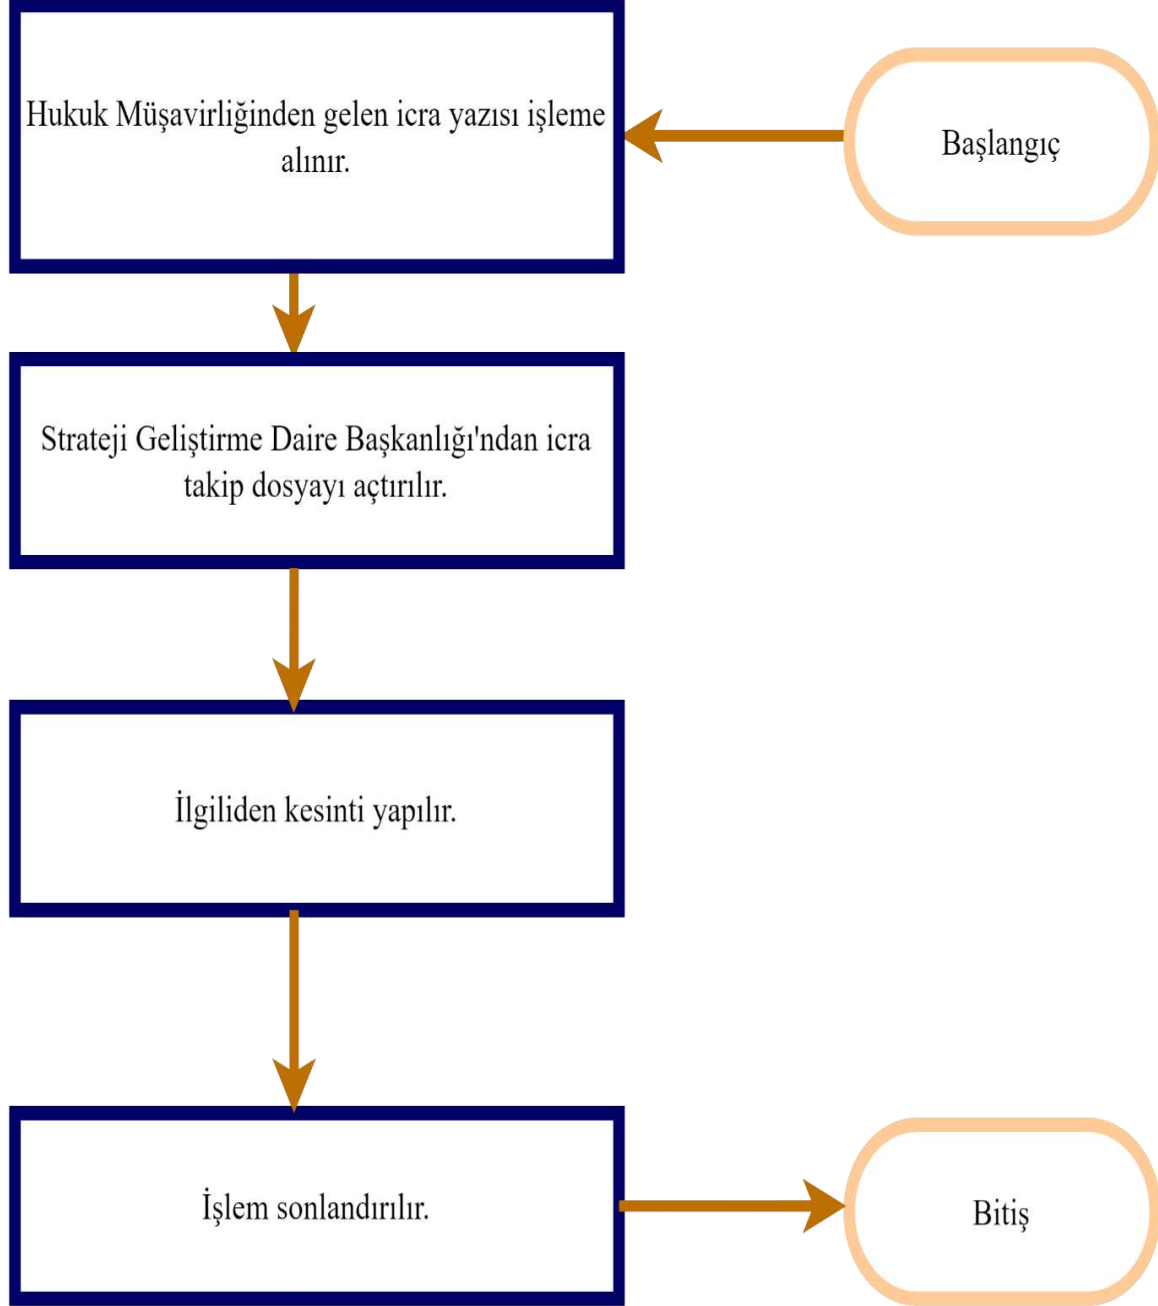 Başlangıç
Hukuk Müşavirliğinden gelen icra yazısı işleme
alınır.
Strateji Geliştirme Daire Başkanlığı'ndan icra
takip dosyayı açtırılır.
İlgiliden kesinti yapılır.
İşlem sonlandırılır.
Bitiş